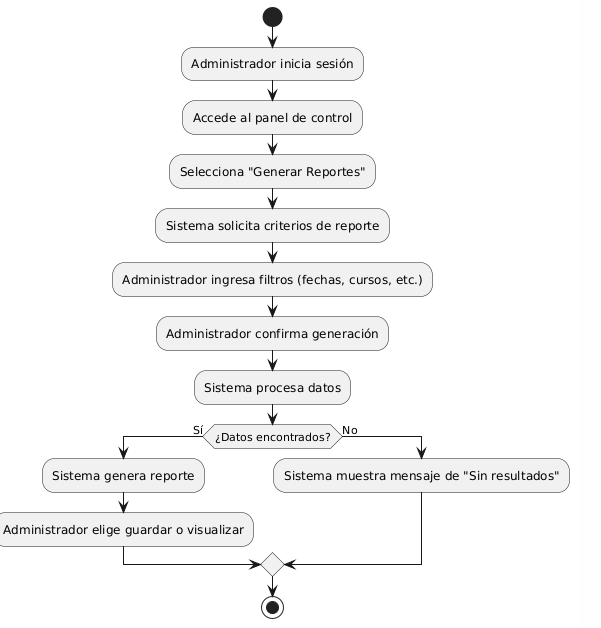 Administrador inicia sesión
Accede al panel de control
Selecciona "Generar Reportes"
Sistema solicita criterios de reporte
Administrador ingresa filtros (fechas, cursos, etc.)
Administrador confirma generación
Sistema procesa datos
Sí
¿Datos encontrados?
No
Sistema genera reporte
Sistema muestra mensaje de "Sin resultados"
Administrador elige guardar o visualizar